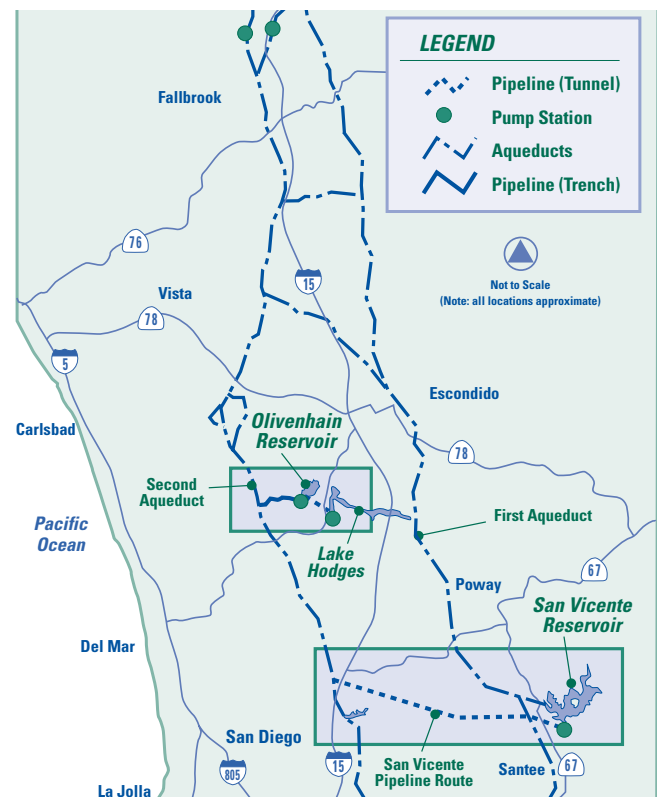 LEGEND
Pipeline (Tunnel)
Pump Station
Aqueducts
Pipeline (Trench)
Fallbrook
76
Not to Scale
(Note: all locations approximate)
15
Vista
78
5
Escondido
Carlsbad
Olivenhain
Reservoir
78
Second
Aqueduct
Pacific
Ocean
First Aqueduct
Lake
Hodges
67
Poway
San Vicente
Reservoir
Del Mar
San Diego
San Vicente
Pipeline Route
Santee
67
15
805
La Jolla